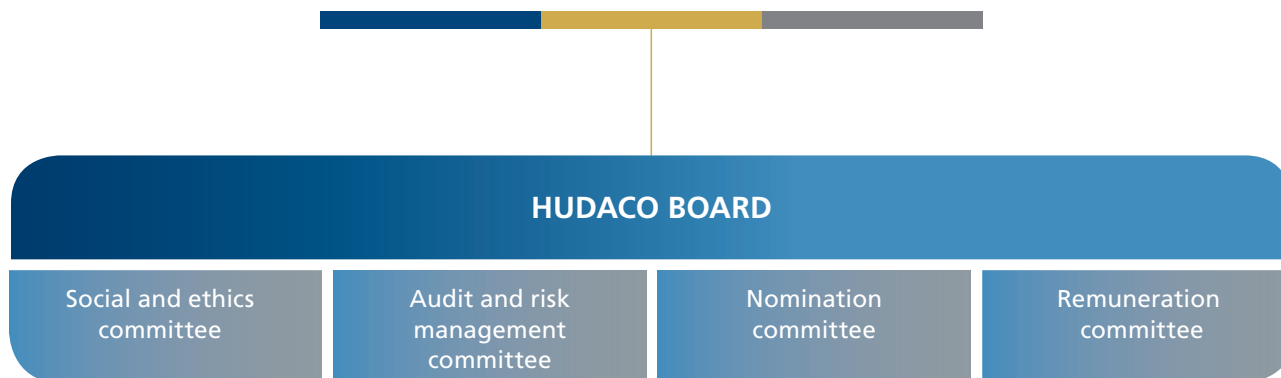 HUDACO BOARD
Social and ethics
committee
Audit and risk
management
committee
Nomination
committee
Remuneration
committee